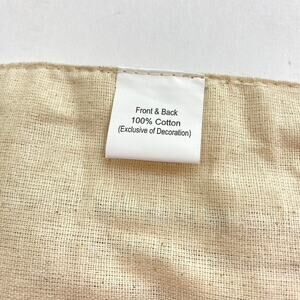 Front & Back
100% Cotton
(Exclusive of Decoration)